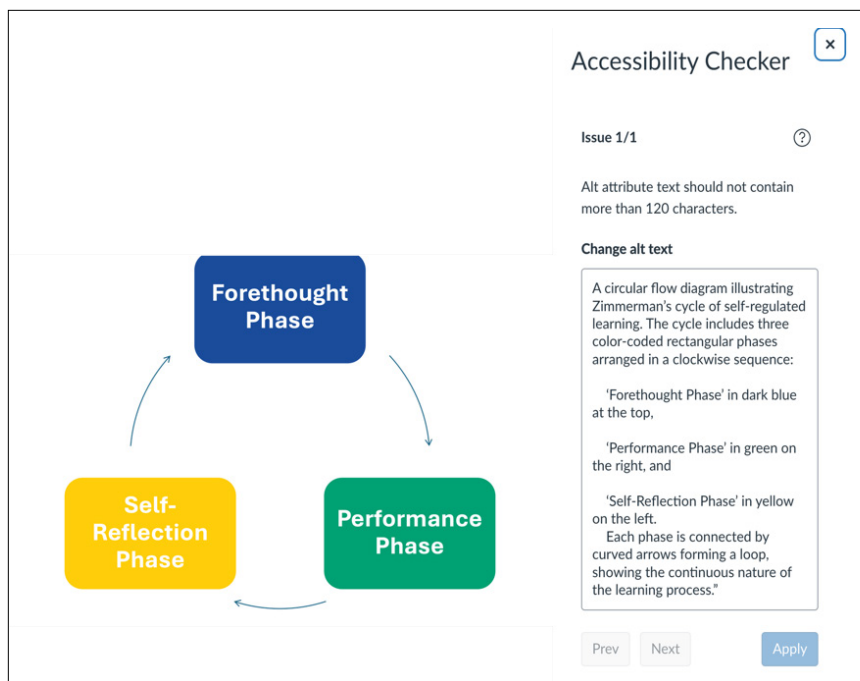 Accessibility Checker
×
Issue 1/1
?
Alt attribute text should not contain
more than 120 characters.
Change alt text
A circular flow diagram illustrating
Zimmerman’s cycle of self-regulated
learning. The cycle includes three
color-coded rectangular phases
arranged in a clockwise sequence:
‘Forethought Phase’ in dark blue
at the top,
‘Performance Phase’ in green on
the right, and
‘Self-Reflection Phase’ in yellow
on the left.
Each phase is connected by
curved arrows forming a loop,
showing the continuous nature of
the learning process.”
Prev
Next
Apply
Forethought
Phase
Performance
Phase
Self-
Reflection
Phase